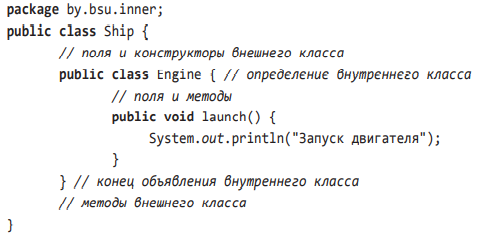 package by.bsu.inner;
public class Ship {
// поля и конструкторы внешнего класса
public class Engine { // определение внутреннего класса
// поля и методы
public void launch() {
System.out.println("Запуск двигателя");
}
} // конец объявления внутреннего класса
// методы внешнего класса
}